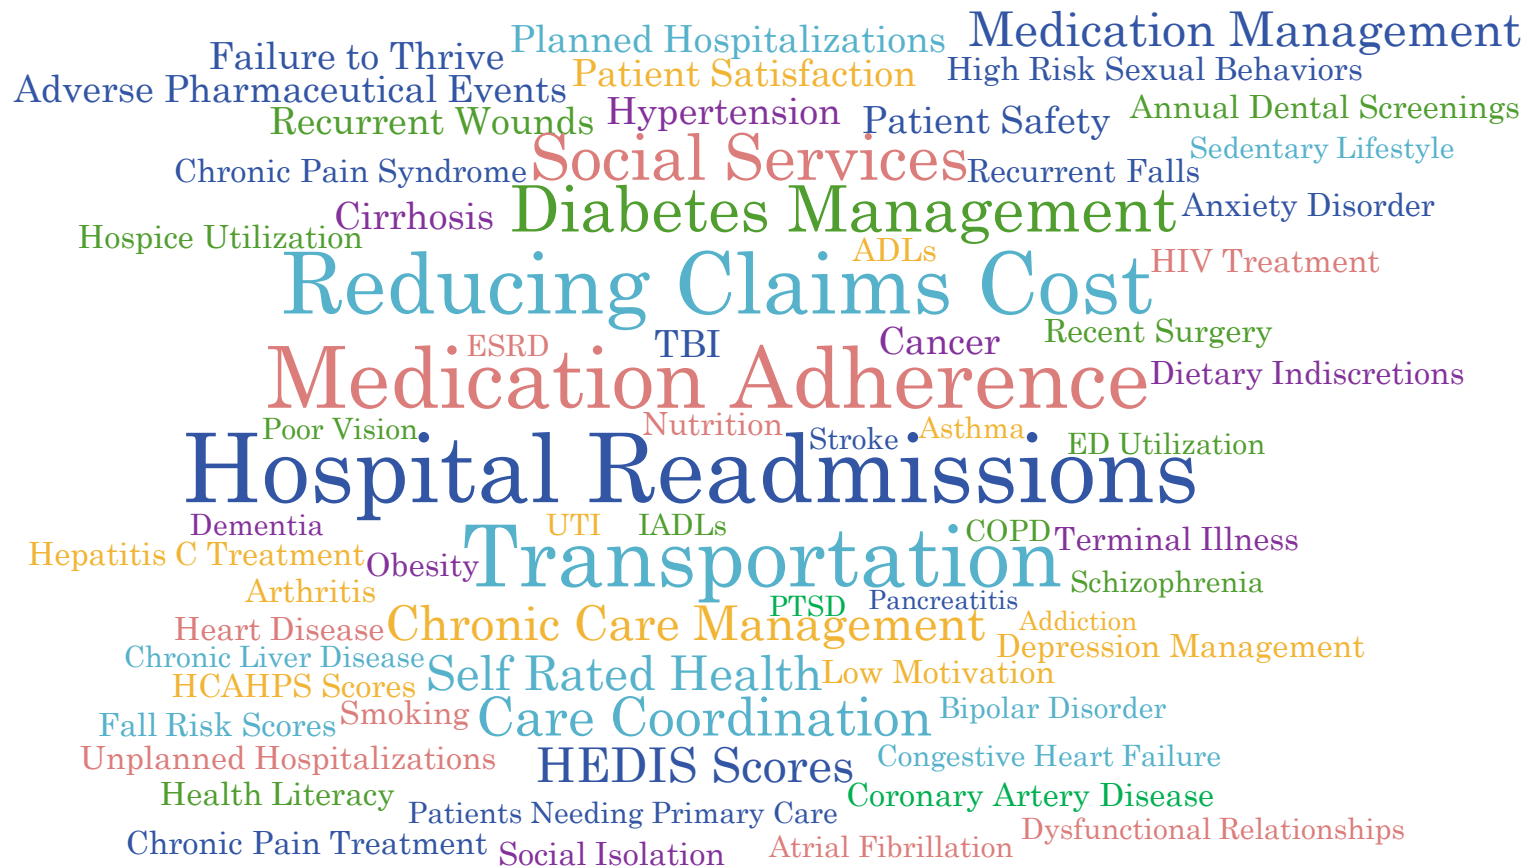 Medication Management
Planned Hospitalizations
Failure to Thrive
Patient Satisfaction
High Risk Sexual Behaviors
Adverse Pharmaceutical Events
Hypertension
Annual Dental Screenings
Recurrent Wounds
Patient Safety
Sedentary Lifestyle
Social Services
Chronic Pain Syndrome
Recurrent Falls
Diabetes Management
Anxiety Disorder
Cirrhosis
Hospice Utilization
ADLs
HIV Treatment
Reducing Claims Cost
Recent Surgery
ESRD
TBI
Cancer
Medication Adherence
Dietary Indiscretions
Poor Vision
Nutrition
Stroke
Asthma
ED Utilization
Hospital Readmissions
Dementia
UTI
IADLs
COPD
Terminal Illness
Hepatitis C Treatment
Obesity
Transportation
Schizophrenia
Arthritis
PTSD
Pancreatitis
Heart Disease
Chronic Care Management
Addiction
Depression Management
Chronic Liver Disease
Self Rated Health
Low Motivation
HCAHPS Scores
Smoking
Care Coordination
Bipolar Disorder
Fall Risk Scores
Unplanned Hospitalizations
HEDIS Scores
Congestive Heart Failure
Health Literacy
Coronary Artery Disease
Patients Needing Primary Care
Dysfunctional Relationships
Chronic Pain Treatment
Social Isolation
Atrial Fibrillation